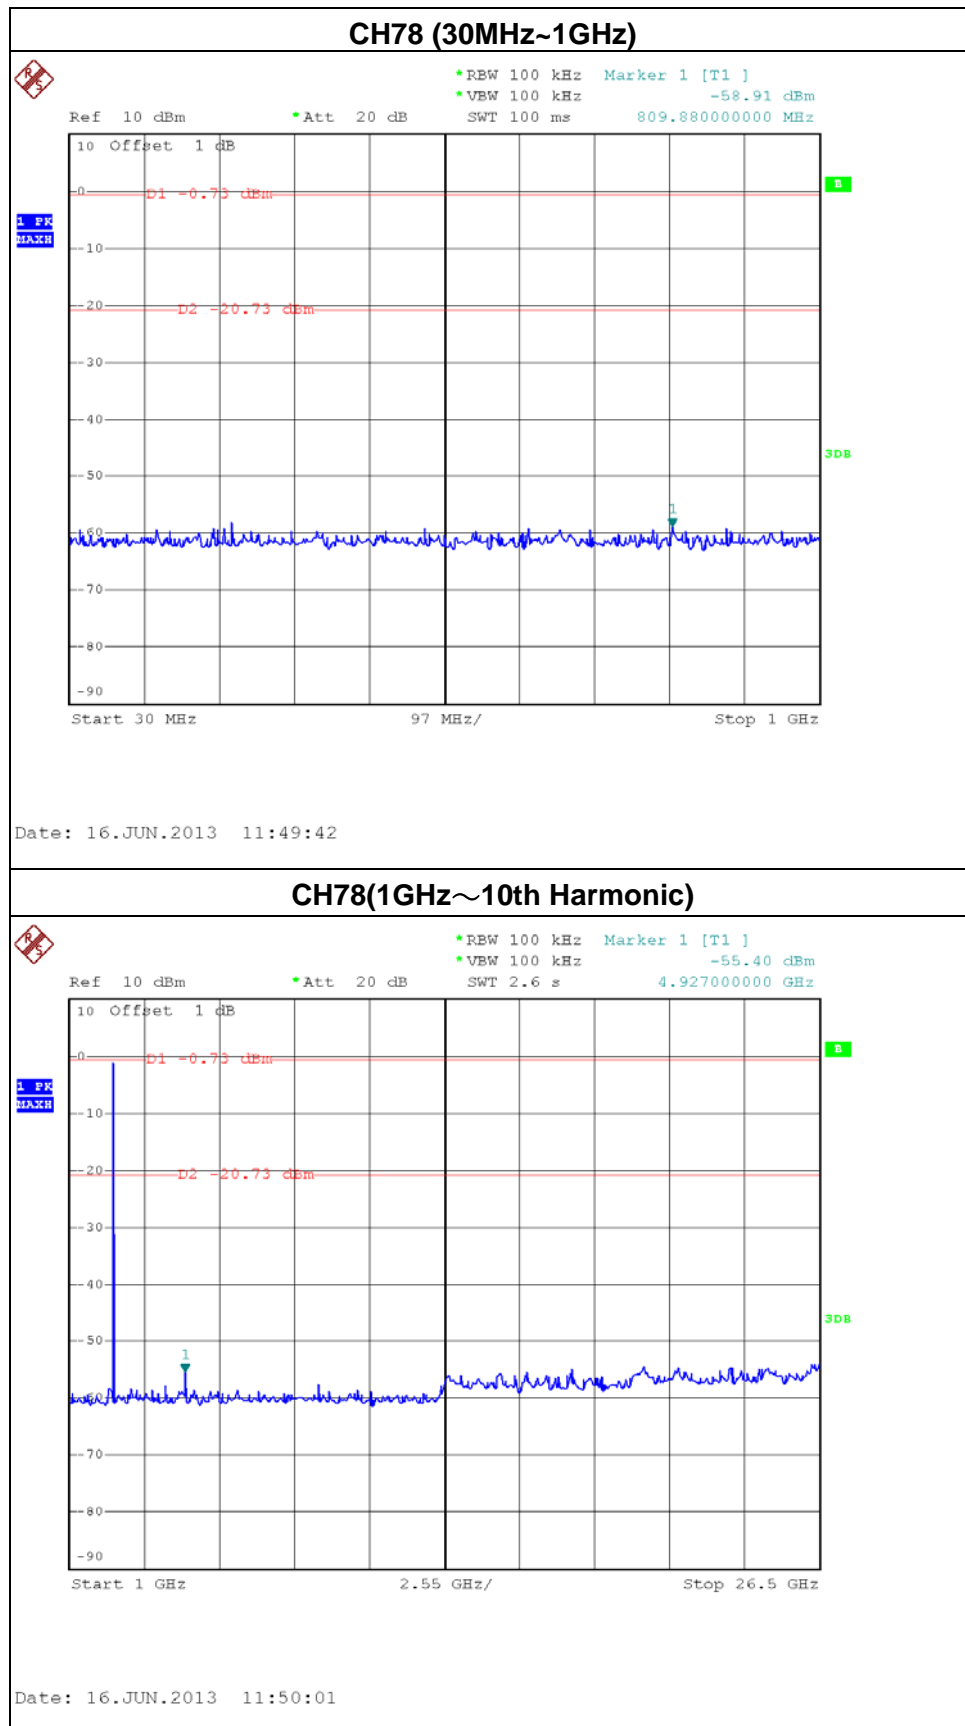 CH78 (30MHz~1GHz)
R/S
*RBW 100 kHz Marker 1 [T1 ]
*VBW 100 kHz -58.91 dBm
Ref 10 dBm *Att 20 dB SWT 100 ms 809.880000000 MHz
10 Offset 1 dB
0
D1 -0.73 dBm
B
1 PK
MAXH
-10
-20
D2 -20.73 dBm
-30
-40
3DB
-50
1
-60
-70
-80
-90
Start 30 MHz 97 MHz/ Stop 1 GHz
Date: 16.JUN.2013 11:49:42
CH78(1GHz～10th Harmonic)
R/S
*RBW 100 kHz Marker 1 [T1 ]
*VBW 100 kHz -55.40 dBm
Ref 10 dBm *Att 20 dB SWT 2.6 s 4.927000000 GHz
10 Offset 1 dB
0
D1 -0.73 dBm
B
1 PK
MAXH
-10
-20
D2 -20.73 dBm
-30
-40
3DB
-50
1
-60
-70
-80
-90
Start 1 GHz 2.55 GHz/ Stop 26.5 GHz
Date: 16.JUN.2013 11:50:01